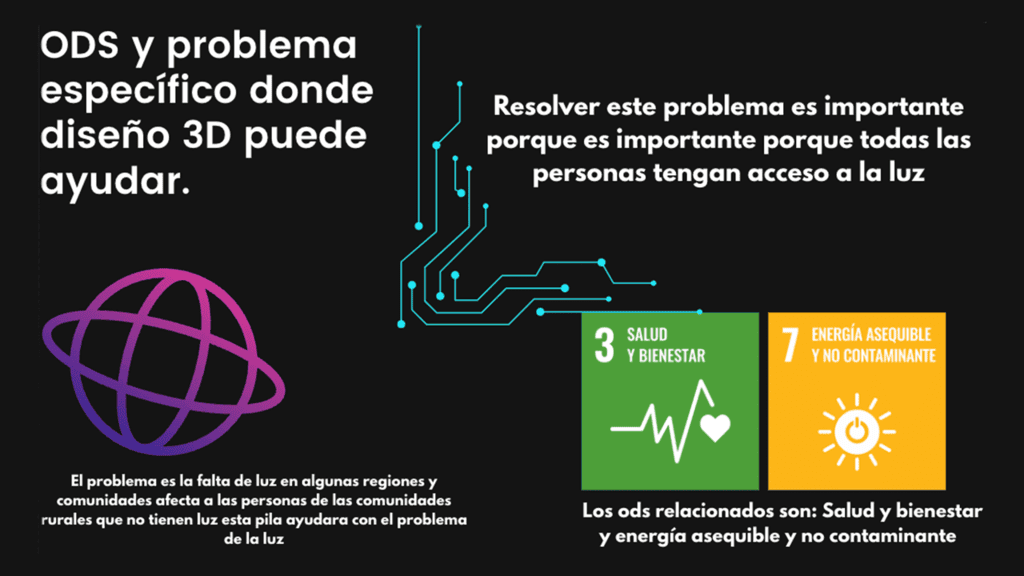 ODS y problema
específico donde
diseño 3D puede
ayudar.
Resolver este problema es importante
porque es importante porque todas las
personas tengan acceso a la luz
El problema es la falta de luz en algunas regiones y
comunidades afecta a las personas de las comunidades
rurales que no tienen luz esta pila ayudara con el problema
de la luz
3 SALUD
Y BIENESTAR
7 ENERGÍA ASEQUIBLE
Y NO CONTAMINANTE
Los ods relacionados son: Salud y bienestar
y energía asequible y no contaminante